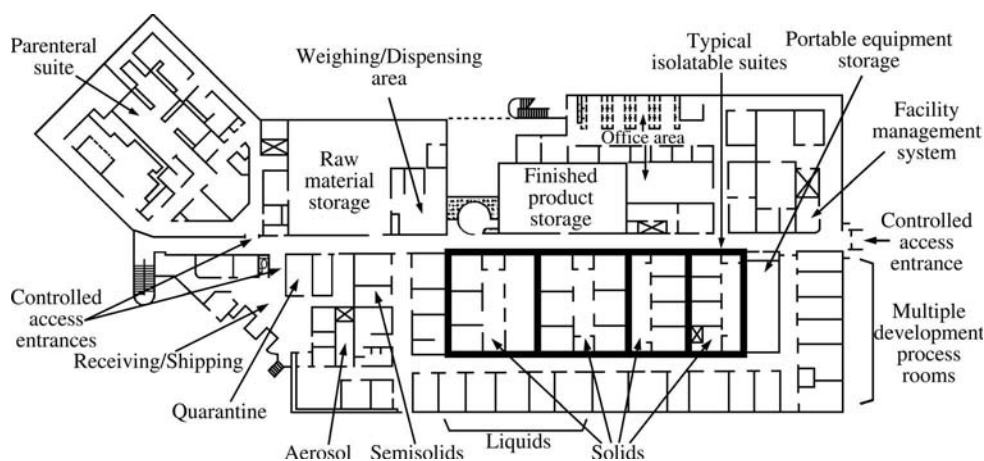 Parenteral
suite
Weighing/Dispensing
area
Typical
isolatable suites
Portable equipment
storage
Facility
management
system
Office area
Raw
material
storage
Finished
product
storage
Controlled
access
entrance
Controlled
access
entrances
Receiving/Shipping
Quarantine
Aerosol
Semisolids
Liquids
Solids
Multiple
development
process
rooms